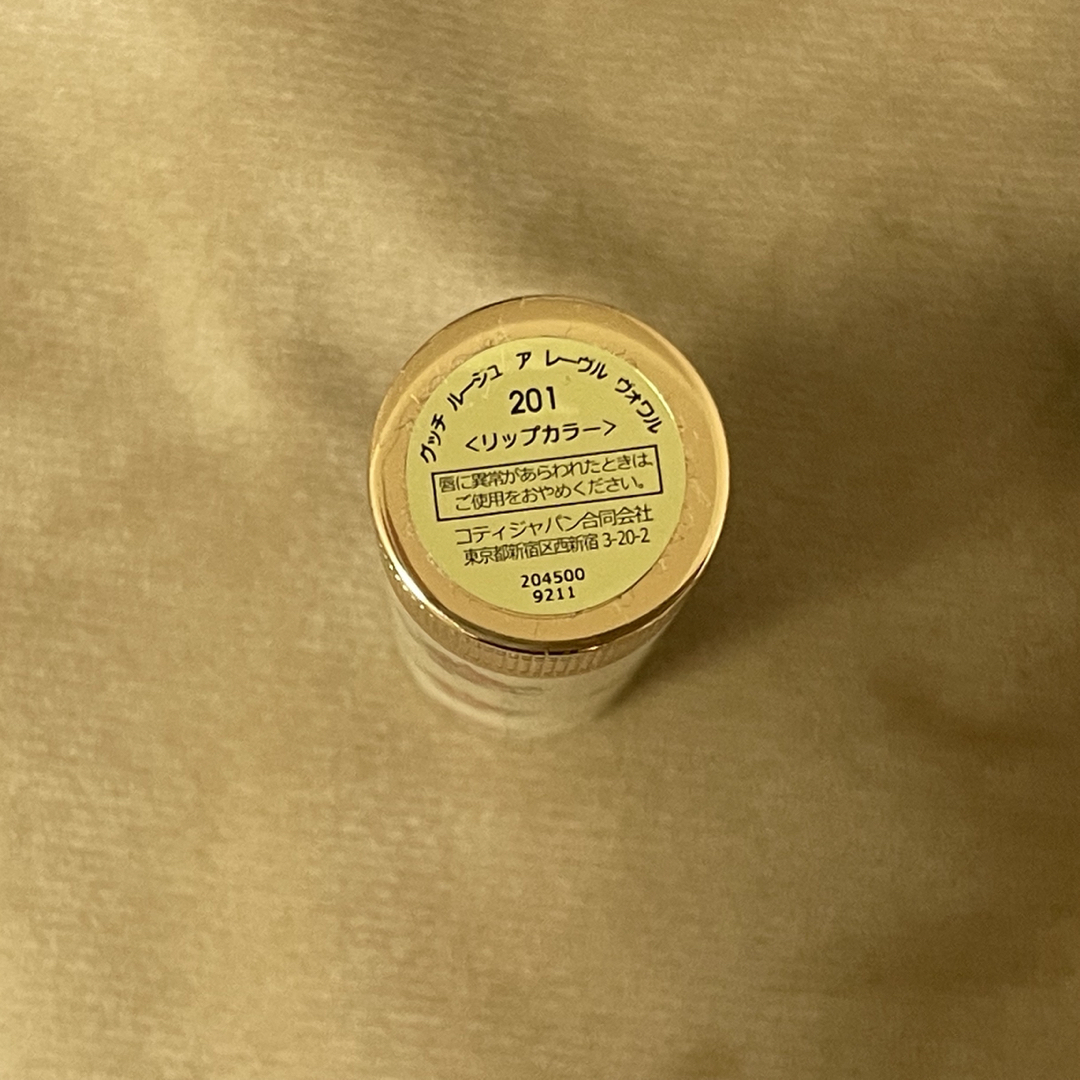 グッチ ルージュ ア レーヴル ヴォワル
201
<リップカラー>
唇に異常があらわれたときは、
ご使用をおやめください。
コティジャパン合同会社
東京都新宿区西新宿 3-20-2
204500
9211